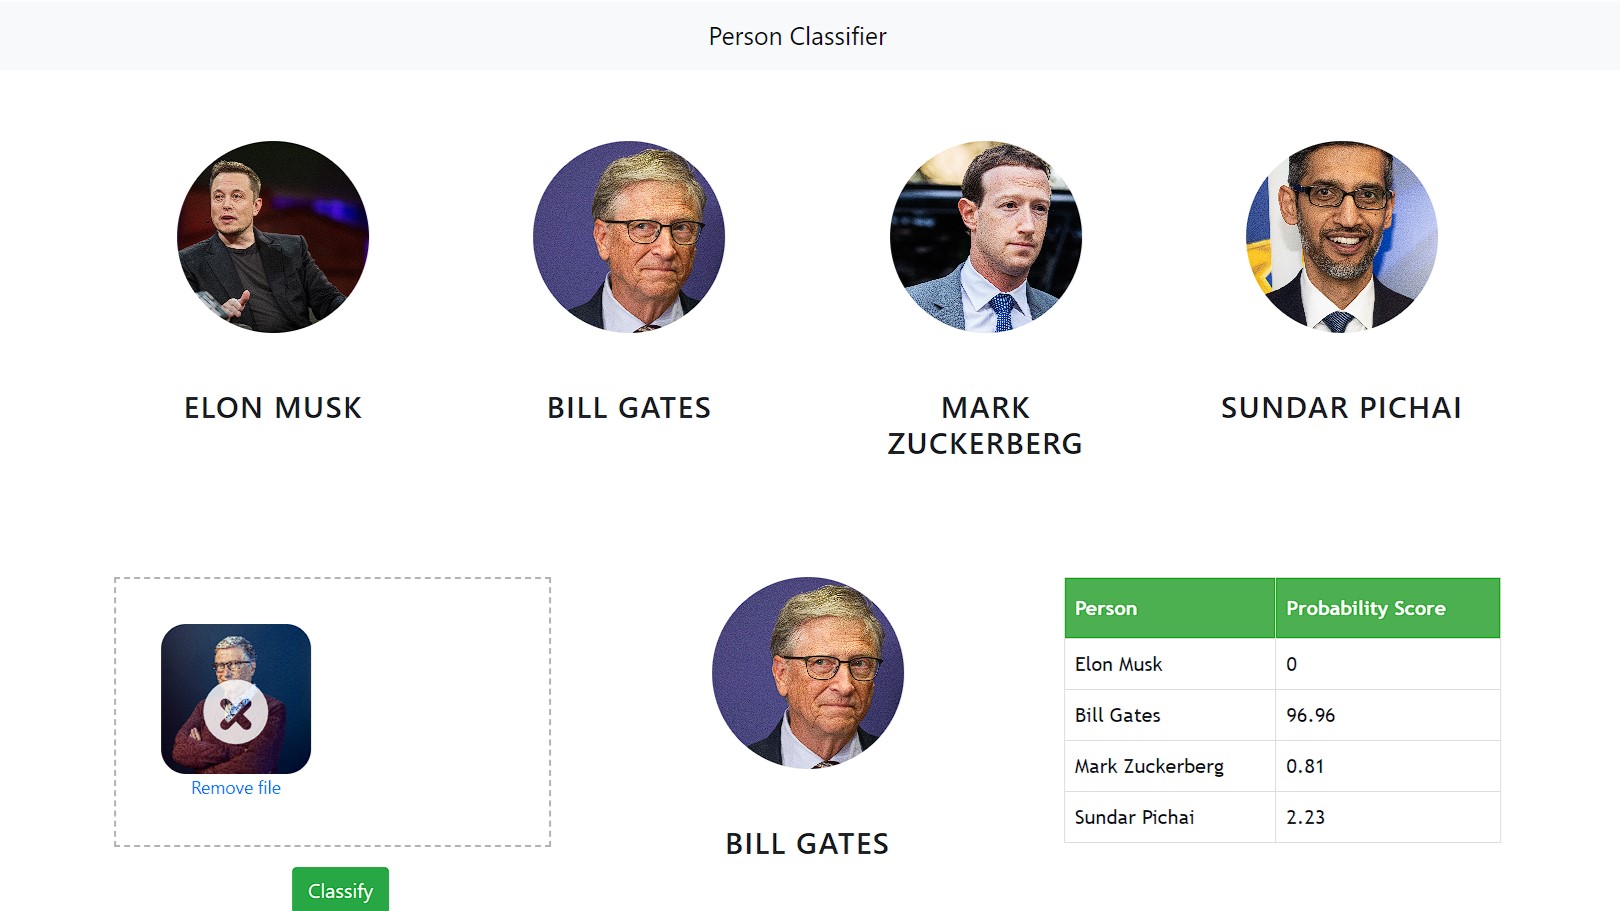 Person Classifier
ELON MUSK
BILL GATES
MARK
ZUCKERBERG
SUNDAR PICHAI
Remove file
Classify
BILL GATES
Person Probability Score
Elon Musk 0
Bill Gates 96.96
Mark Zuckerberg 0.81
Sundar Pichai 2.23